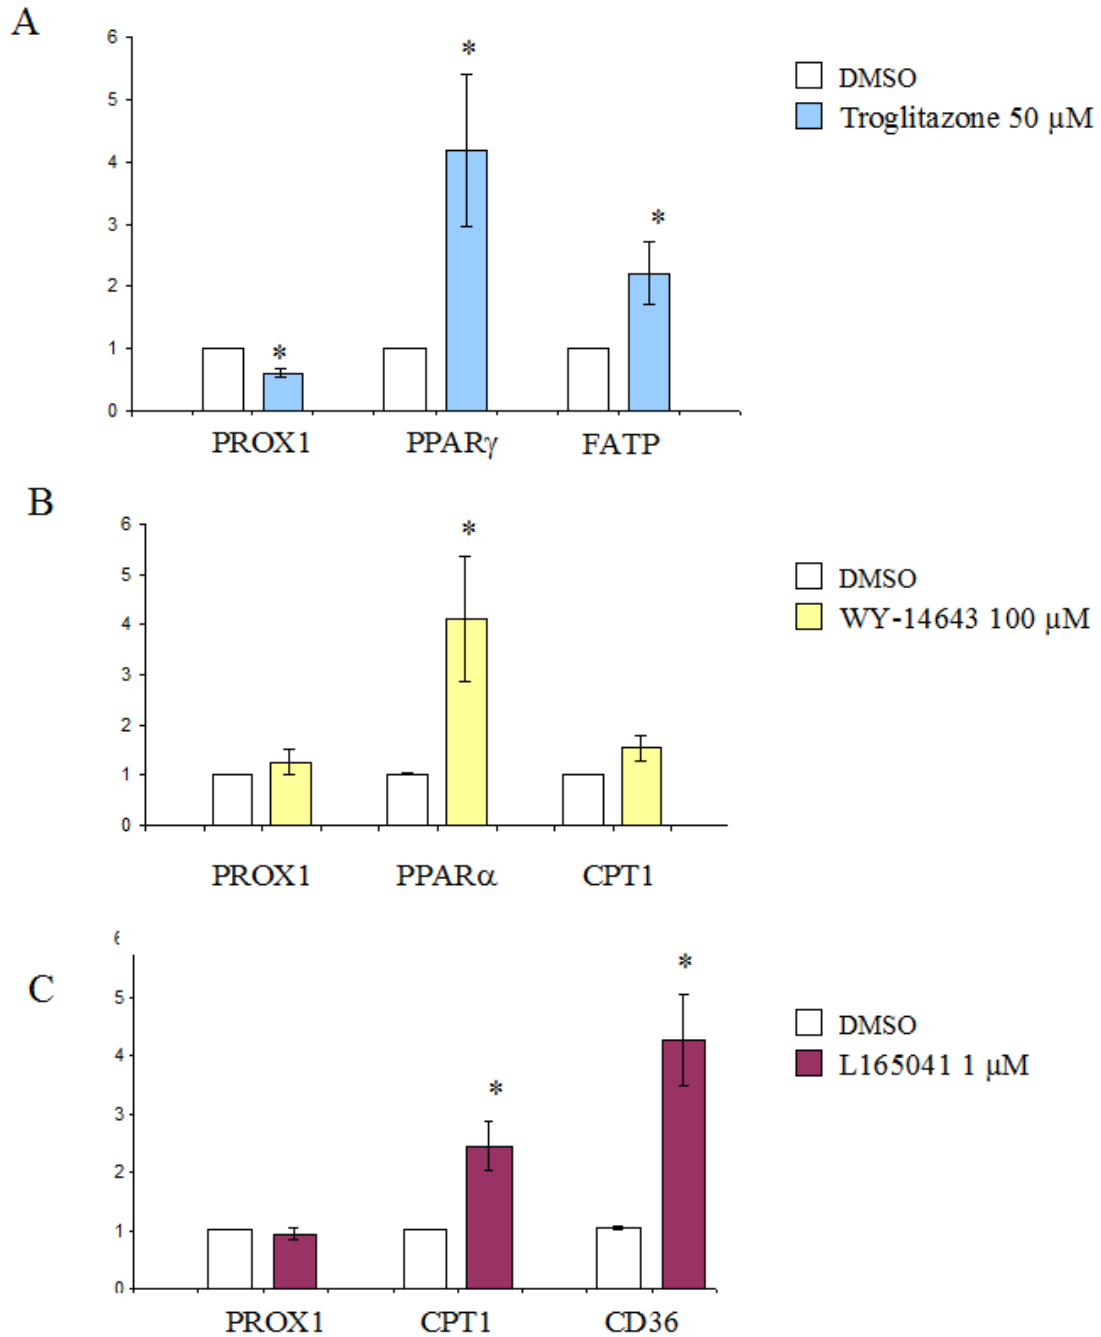 A
6
5
4
3
2
1
0
*
*
*
PROX1 PPARγ FATP
DMSO
Troglitazone 50 µM
B
6
5
4
3
2
1
0
*
PROX1 PPARα CPT1
DMSO
WY-14643 100 µM
C
6
5
4
3
2
1
0
*
*
PROX1 CPT1 CD36
DMSO
L165041 1 µM